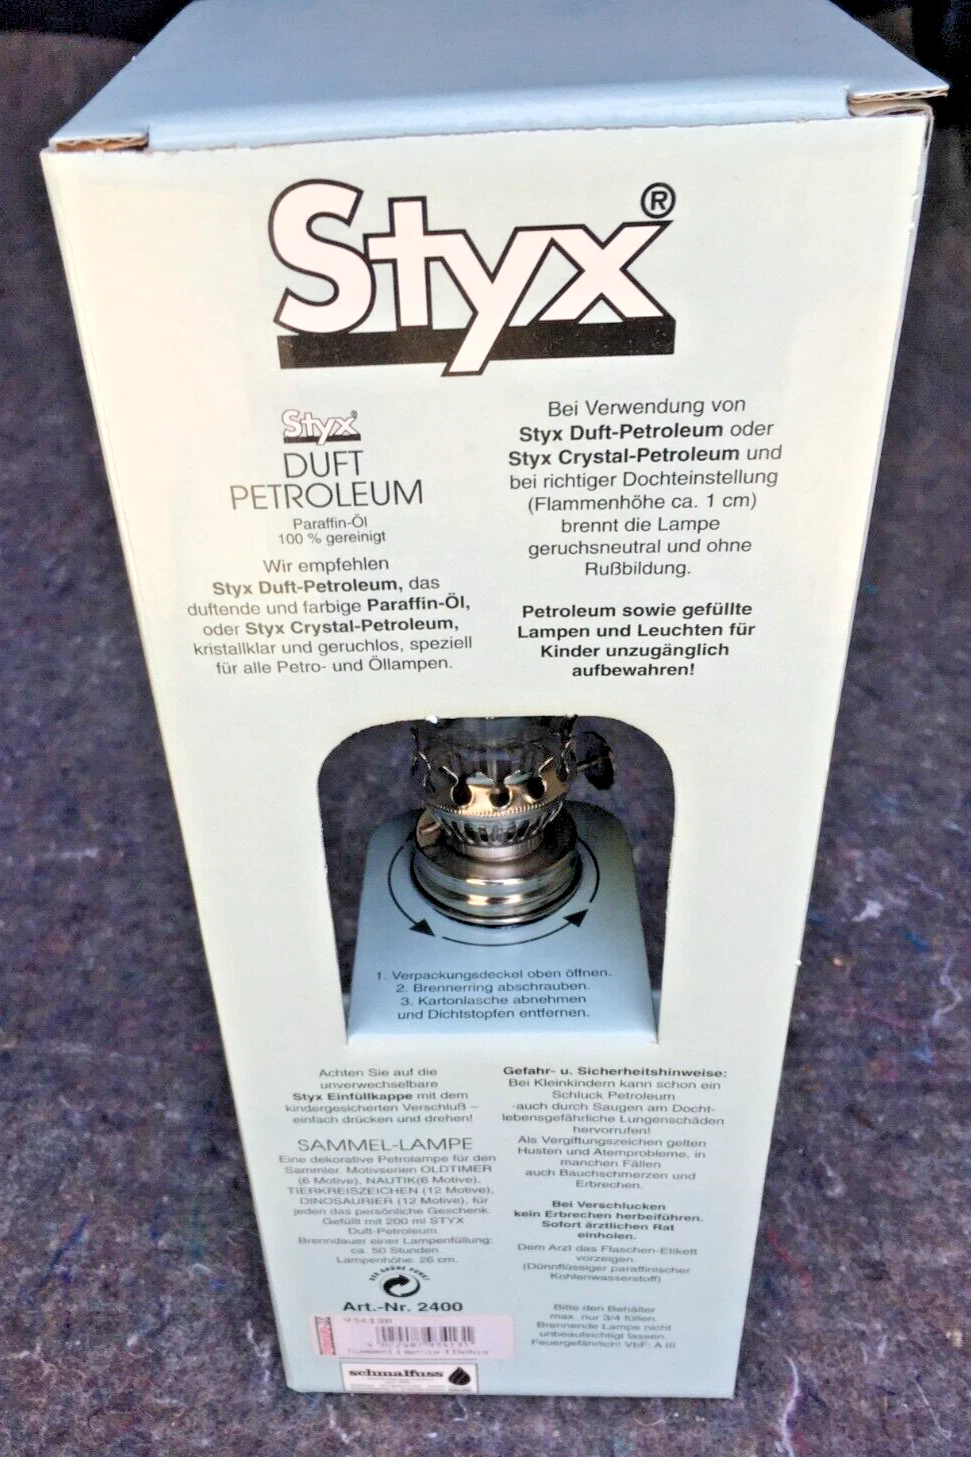 Styx®
Styx®
DUFT
PETROLEUM
Paraffin-Öl
100 % gereinigt
Wir empfehlen
Styx Duft-Petroleum, das
duftende und farbige Paraffin-Öl,
oder Styx Crystal-Petroleum,
kristallklar und geruchlos, speziell
für alle Petro- und Öllampen.
Bei Verwendung von
Styx Duft-Petroleum oder
Styx Crystal-Petroleum und
bei richtiger Dochteinstellung
(Flammenhöhe ca. 1 cm)
brennt die Lampe
geruchsneutral und ohne
Rußbildung.
Petroleum sowie gefüllte
Lampen und Leuchten für
Kinder unzugänglich
aufbewahren!
1. Verpackungsdeckel oben öffnen.
2. Brennerring abschrauben.
3. Kartonlasche abnehmen
und Dichtstopfen entfernen.
Achten Sie auf die
unverwechselbare
Styx Einfüllkappe mit dem
kindergesicherten Verschluß –
einfach drücken und drehen!
SAMMEL-LAMPE
Eine dekorative Petrolampe für den
Sammler. Motivserien OLDTIMER
(6 Motive), NAUTIK(6 Motive),
TIERKREISZEICHEN (12 Motive),
DINOSAURIER (12 Motive), für
jeden das persönliche Geschenk.
Gefüllt mit 200 ml STYX
Duft-Petroleum.
Brenndauer einer Lampenfüllung:
ca. 50 Stunden.
Lampenhöhe: 26 cm.
DER GRÜNE PUNKT
Art.-Nr. 2400
schmalfuss
Gefahr- u. Sicherheitshinweise:
Bei Kleinkindern kann schon ein
Schluck Petroleum
-auch durch Saugen am Docht-
lebensgefährliche Lungenschäden
hervorrufen!
Als Vergiftungszeichen gelten
Husten und Atemprobleme, in
manchen Fällen
auch Bauchschmerzen und
Erbrechen.
Bei Verschlucken
kein Erbrechen herbeiführen.
Sofort ärztlichen Rat
einholen.
Dem Arzt das Flaschen-Etikett
vorzeigen.
(Dünnflüssiger paraffinischer
Kohlenwasserstoff)
Bitte den Behälter
max. nur 3/4 füllen.
Brennende Lampe nicht
unbeaufsichtigt lassen.
Feuergefährlich! VbF: A III